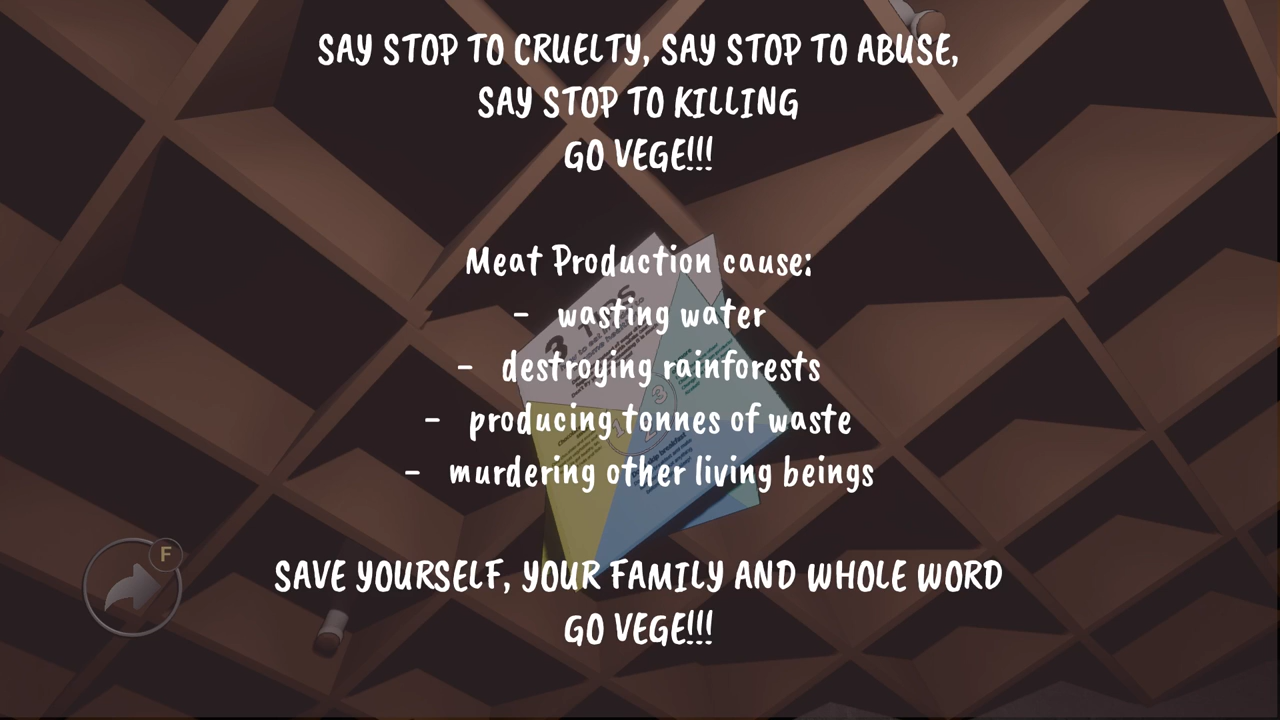 SAY STOP TO CRUELTY, SAY STOP TO ABUSE,
SAY STOP TO KILLING
GO VEGE!!!
Meat Production cause:
- wasting water
- destroying rainforests
- producing tonnes of waste
- murdering other living beings
SAVE YOURSELF, YOUR FAMILY AND WHOLE WORD
GO VEGE!!!
F